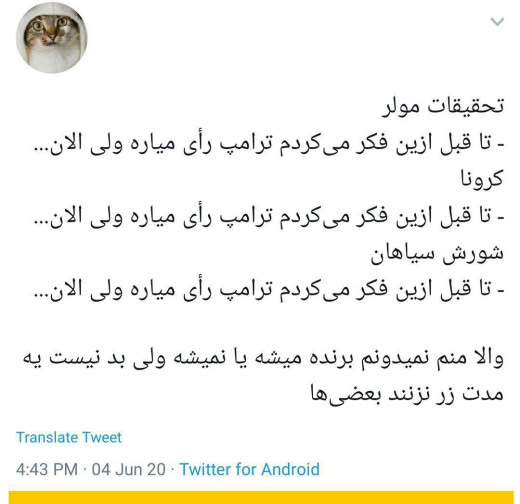 تحقیقات مولر
- تا قبل ازین فکر می‌کردم ترامپ رأی میاره ولی الان...
کرونا
- تا قبل ازین فکر می‌کردم ترامپ رأی میاره ولی الان...
شورش سیاهان
- تا قبل ازین فکر می‌کردم ترامپ رأی میاره ولی الان...
والا منم نمیدونم برنده میشه یا نمیشه ولی بد نیست یه
مدت زر نزنند بعضی‌ها
Translate Tweet
4:43 PM · 04 Jun 20 · Twitter for Android